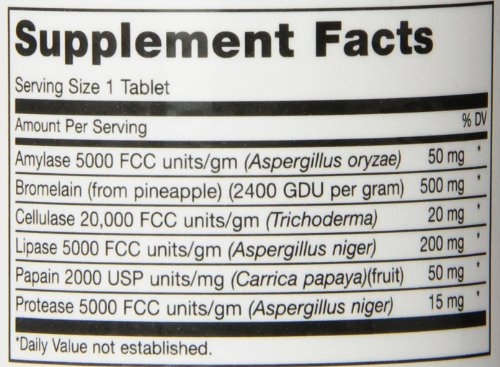 Supplement Facts
Serving Size 1 Tablet
Amount Per Serving % DV
Amylase 5000 FCC units/gm (Aspergillus oryzae) 50 mg *
Bromelain (from pineapple) (2400 GDU per gram) 500 mg *
Cellulase 20,000 FCC units/gm (Trichoderma) 20 mg *
Lipase 5000 FCC units/gm (Aspergillus niger) 200 mg *
Papain 2000 USP units/mg (Carrica papaya)(fruit) 50 mg *
Protease 5000 FCC units/gm (Aspergillus niger) 15 mg *
*Daily Value not established.